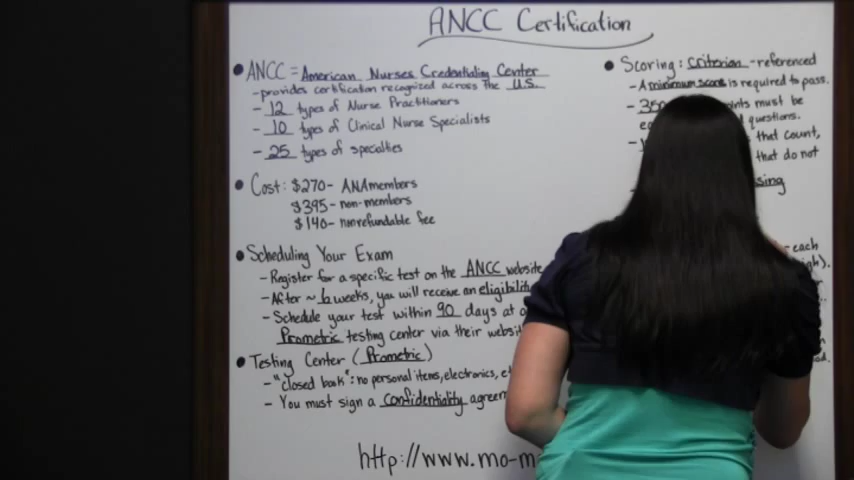 ANCC Certification
• ANCC = American Nurses Credentialing Center
- provides certification recognized across the U.S.
- 12 types of Nurse Practitioners
- 10 types of Clinical Nurse Specialists
- 25 types of specialties
• Cost: $270- ANA members
$395- non-members
$140- nonrefundable fee
• Scheduling Your Exam
- Register for a specific test on the ANCC website
- After ~ 6 weeks, you will receive an eligibility
- Schedule your test within 90 days at a
Prometric testing center via their website
• Testing Center (Prometric)
- "closed book": no personal items, electronics,
- You must sign a confidentiality
http://www.mo-m
• Scoring: criterion-referenced
- A minimum score is required to pass.
- 350 must be
questions.
that count,
that do not
- each